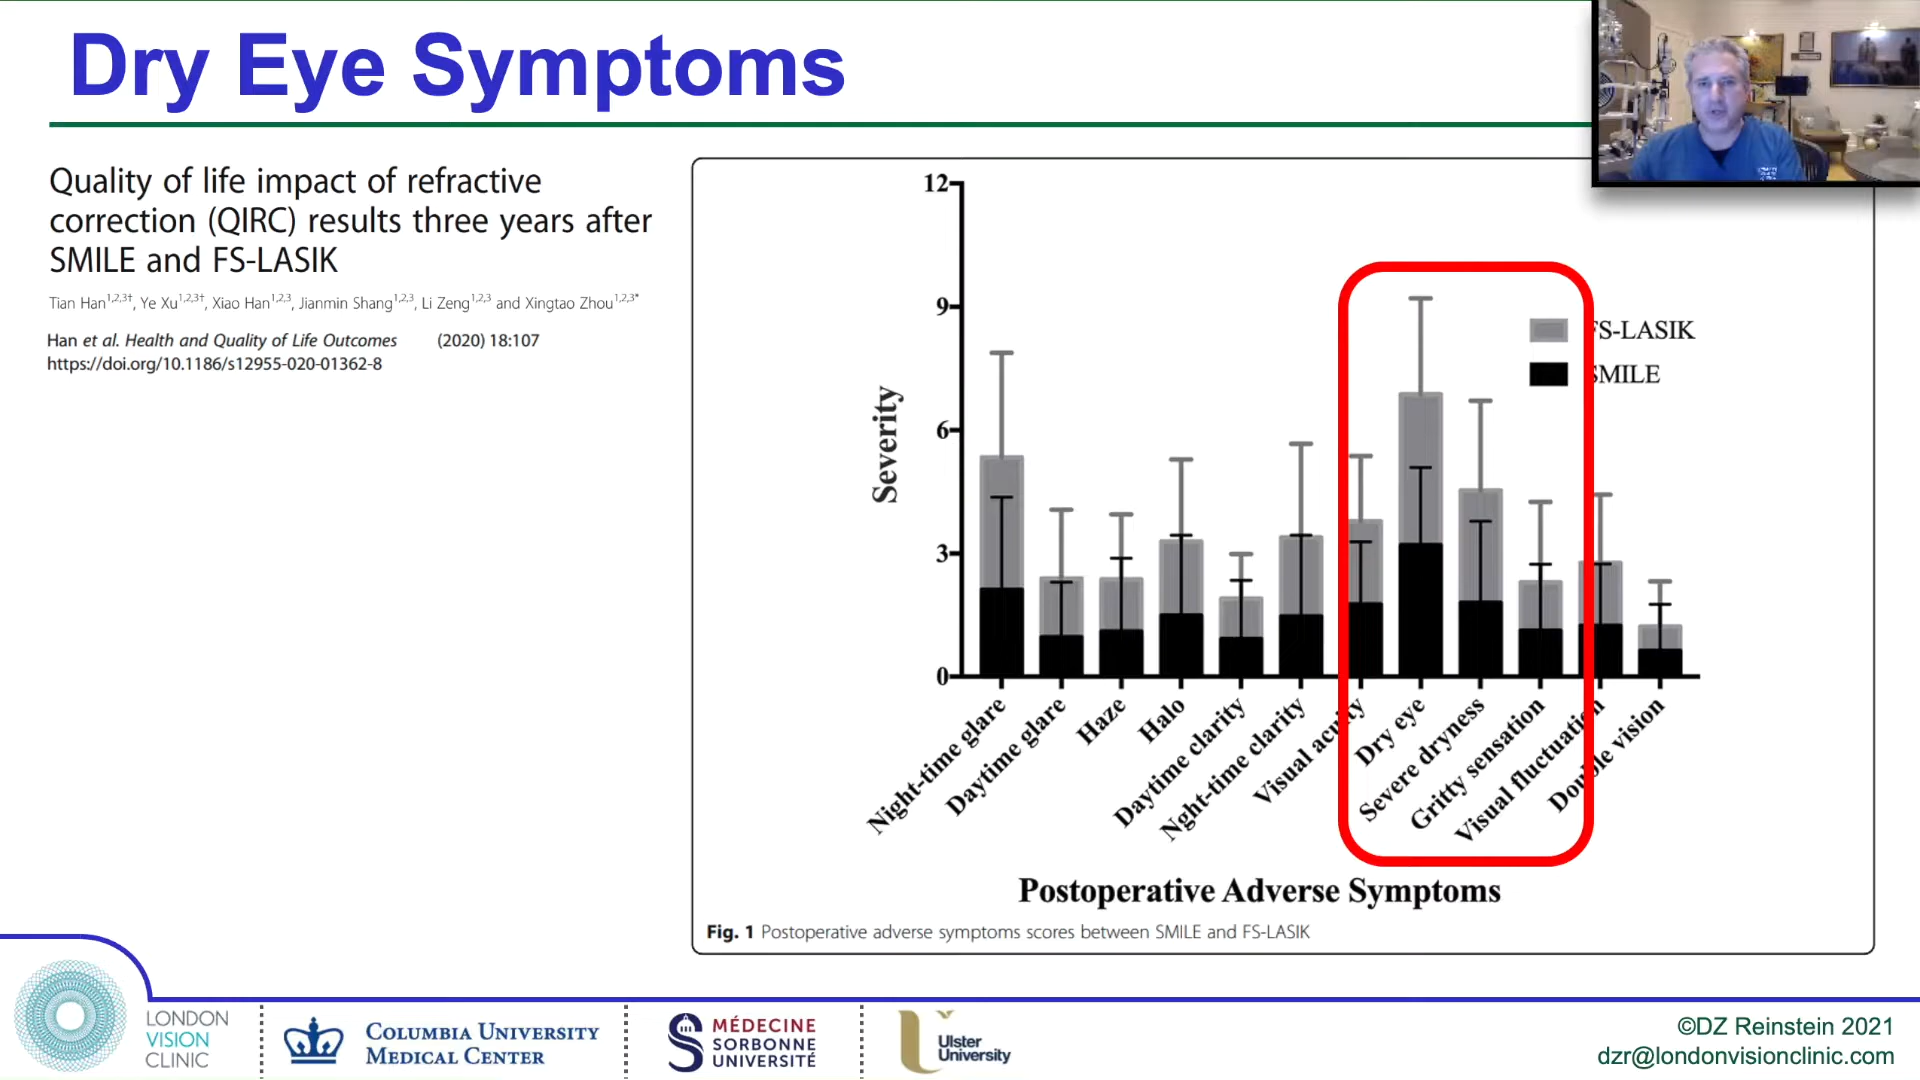 Dry Eye Symptoms
Quality of life impact of refractive
correction (QIRC) results three years after
SMILE and FS-LASIK
Tian Han1,2,3†, Ye Xu1,2,3†, Xiao Han1,2,3, Jianmin Shang1,2,3, Li Zeng1,2,3 and Xingtao Zhou1,2,3*
Han et al. Health and Quality of Life Outcomes (2020) 18:107
https://doi.org/10.1186/s12955-020-01362-8
12
9
6
3
0
Severity
FS-LASIK
SMILE
Night-time glare
Daytime glare
Haze
Halo
Daytime clarity
Nght-time clarity
Visual acuity
Dry eye
Severe dryness
Gritty sensation
Visual fluctuation
Double vision
Postoperative Adverse Symptoms
Fig. 1 Postoperative adverse symptoms scores between SMILE and FS-LASIK
LONDON
VISION
CLINIC
COLUMBIA UNIVERSITY
MEDICAL CENTER
MÉDECINE
SORBONNE
UNIVERSITÉ
Ulster
University
©DZ Reinstein 2021
dzr@londonvisionclinic.com